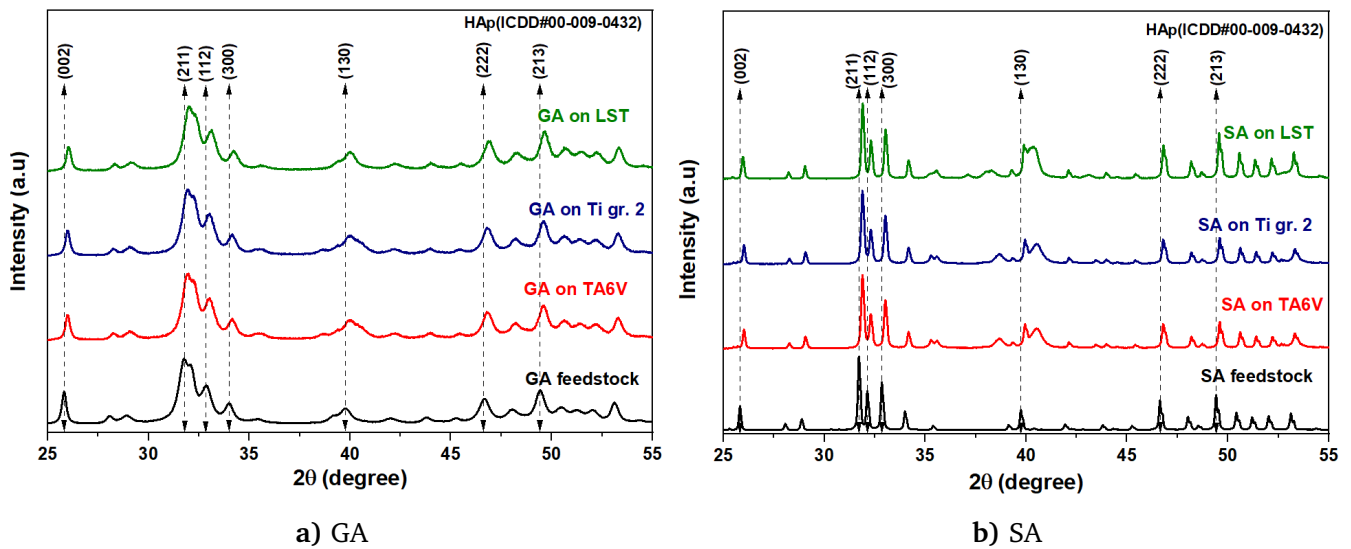 HAp(ICDD#00-009-0432)
(002)
(211)
(112)
(300)
(130)
(222)
(213)
GA on LST
GA on Ti gr. 2
GA on TA6V
GA feedstock
Intensity (a.u)
25 30 35 40 45 50 55
2θ (degree)
a) GA
HAp(ICDD#00-009-0432)
(002)
(211)
(112)
(300)
(130)
(222)
(213)
SA on LST
SA on Ti gr. 2
SA on TA6V
SA feedstock
Intensity (a.u)
25 30 35 40 45 50 55
2θ (degree)
b) SA